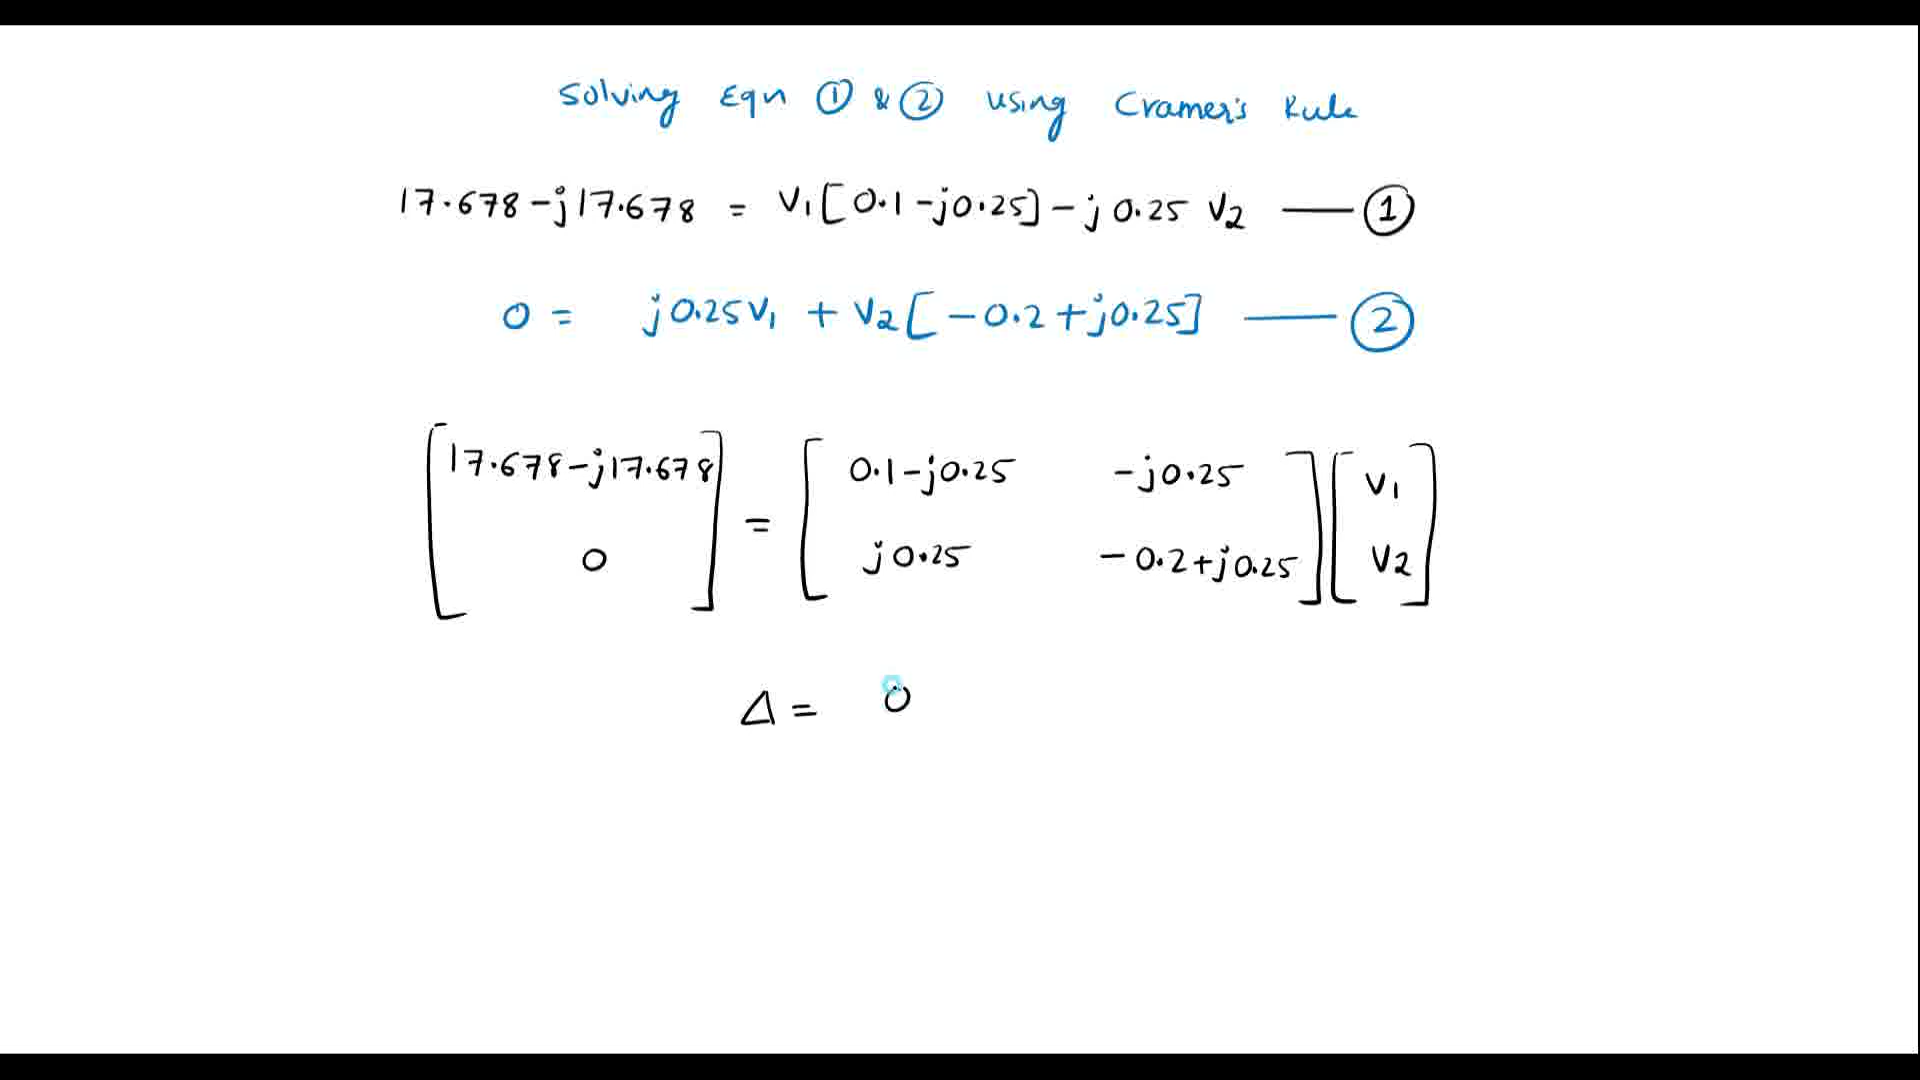 Solving Eqn ① & ② using Cramer's Rule
17.678-j17.678 = V₁[0.1-j0.25]-j0.25 V₂ —— ①
0 = j0.25V₁ + V₂[-0.2+j0.25] —— ②
[17.678-j17.678] = [0.1-j0.25 -j0.25] [V₁]
[0] [j0.25 -0.2+j0.25] [V₂]
Δ = 0